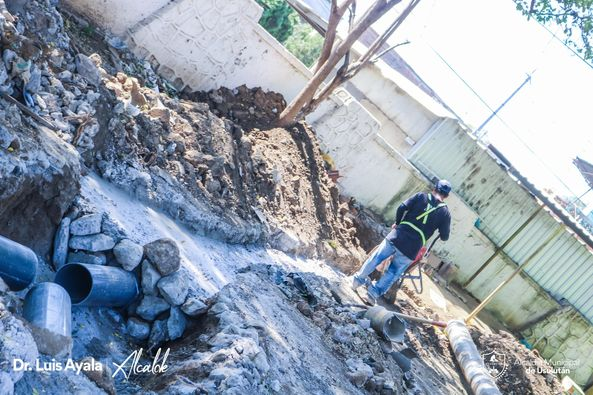 Dr. Luis Ayala Alcalde
Alcaldía Municipal
de Usulután